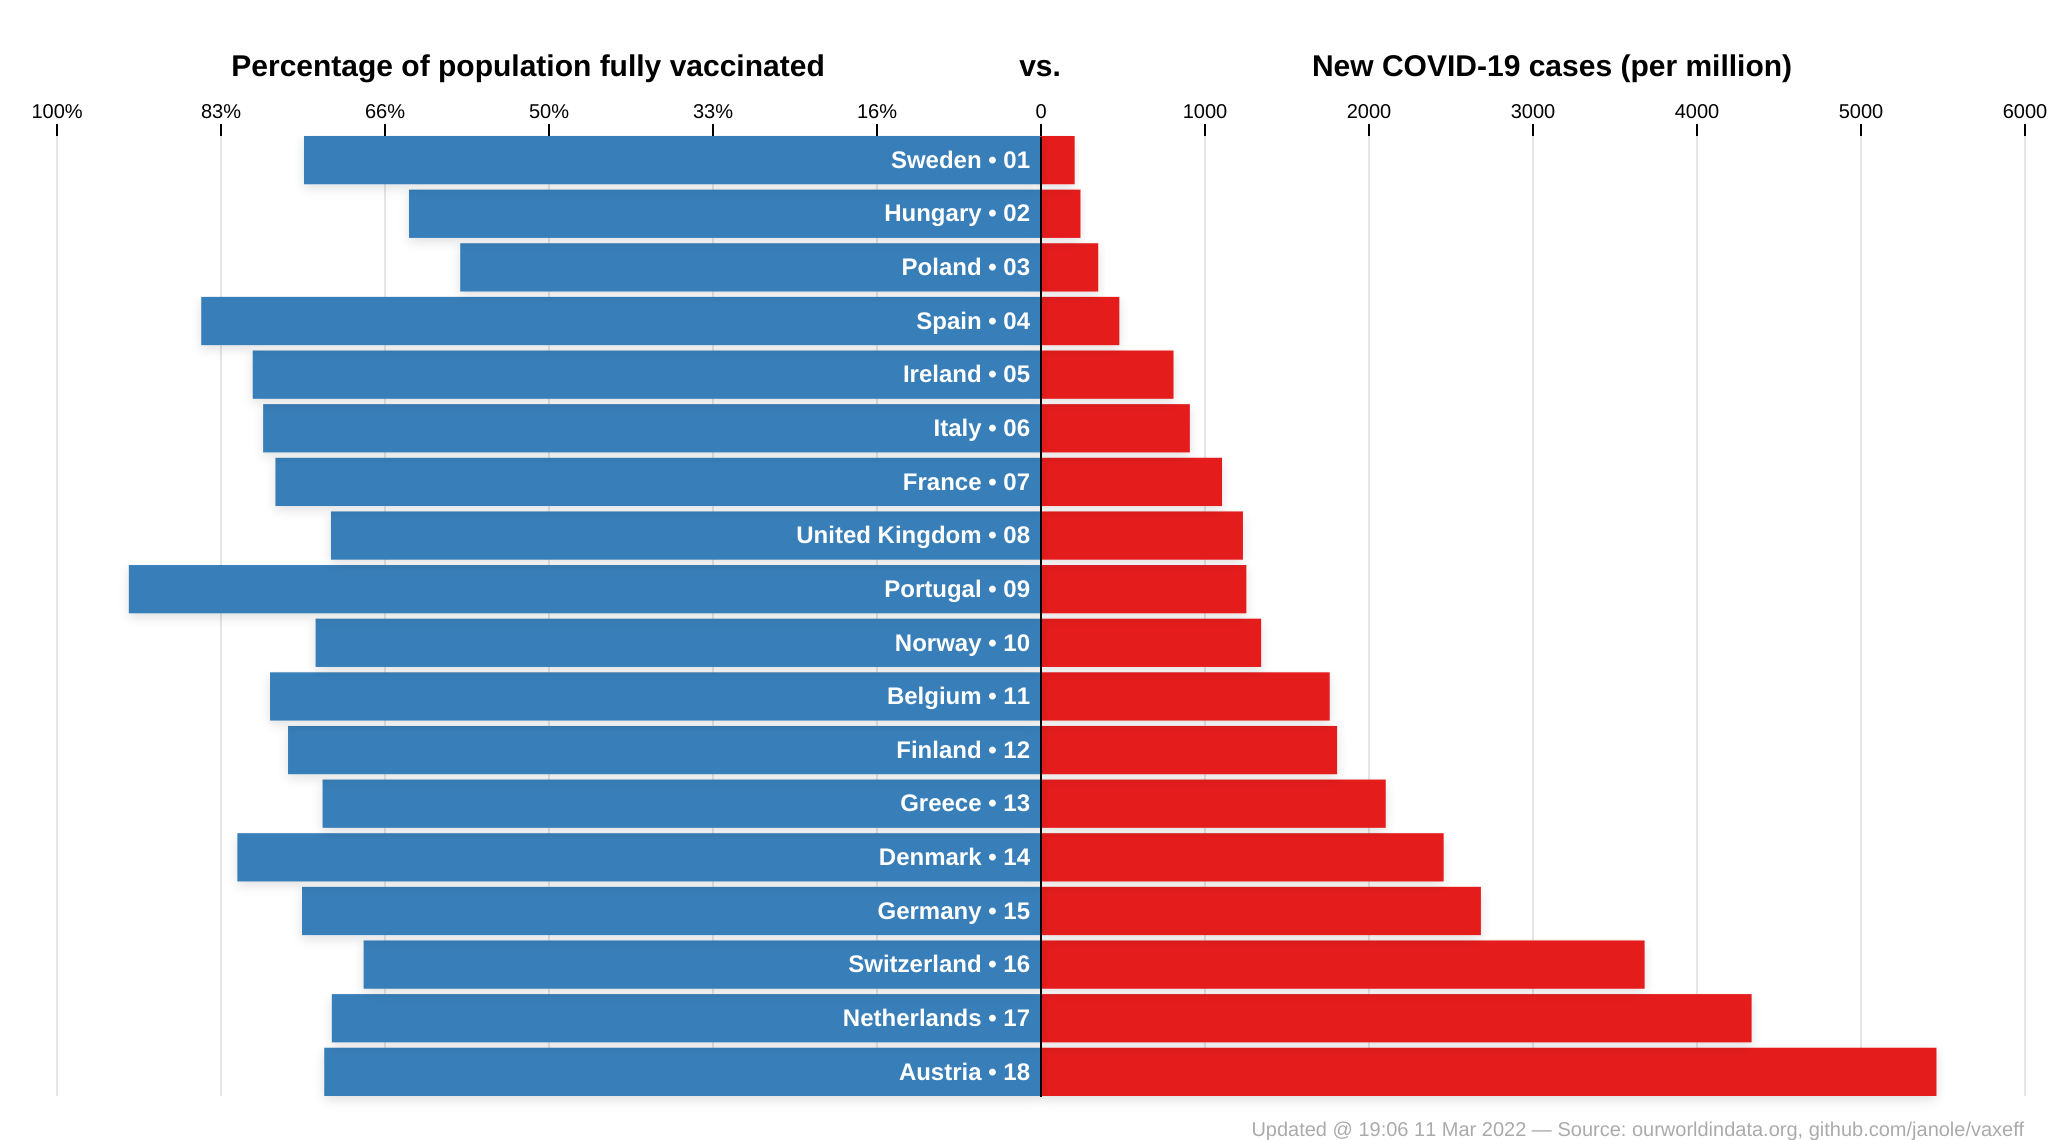 Percentage of population fully vaccinated vs. New COVID-19 cases (per million)
100% 83% 66% 50% 33% 16% 0 1000 2000 3000 4000 5000 6000
Sweden • 01
Hungary • 02
Poland • 03
Spain • 04
Ireland • 05
Italy • 06
France • 07
United Kingdom • 08
Portugal • 09
Norway • 10
Belgium • 11
Finland • 12
Greece • 13
Denmark • 14
Germany • 15
Switzerland • 16
Netherlands • 17
Austria • 18
Updated @ 19:06 11 Mar 2022 — Source: ourworldindata.org, github.com/janole/vaxeff